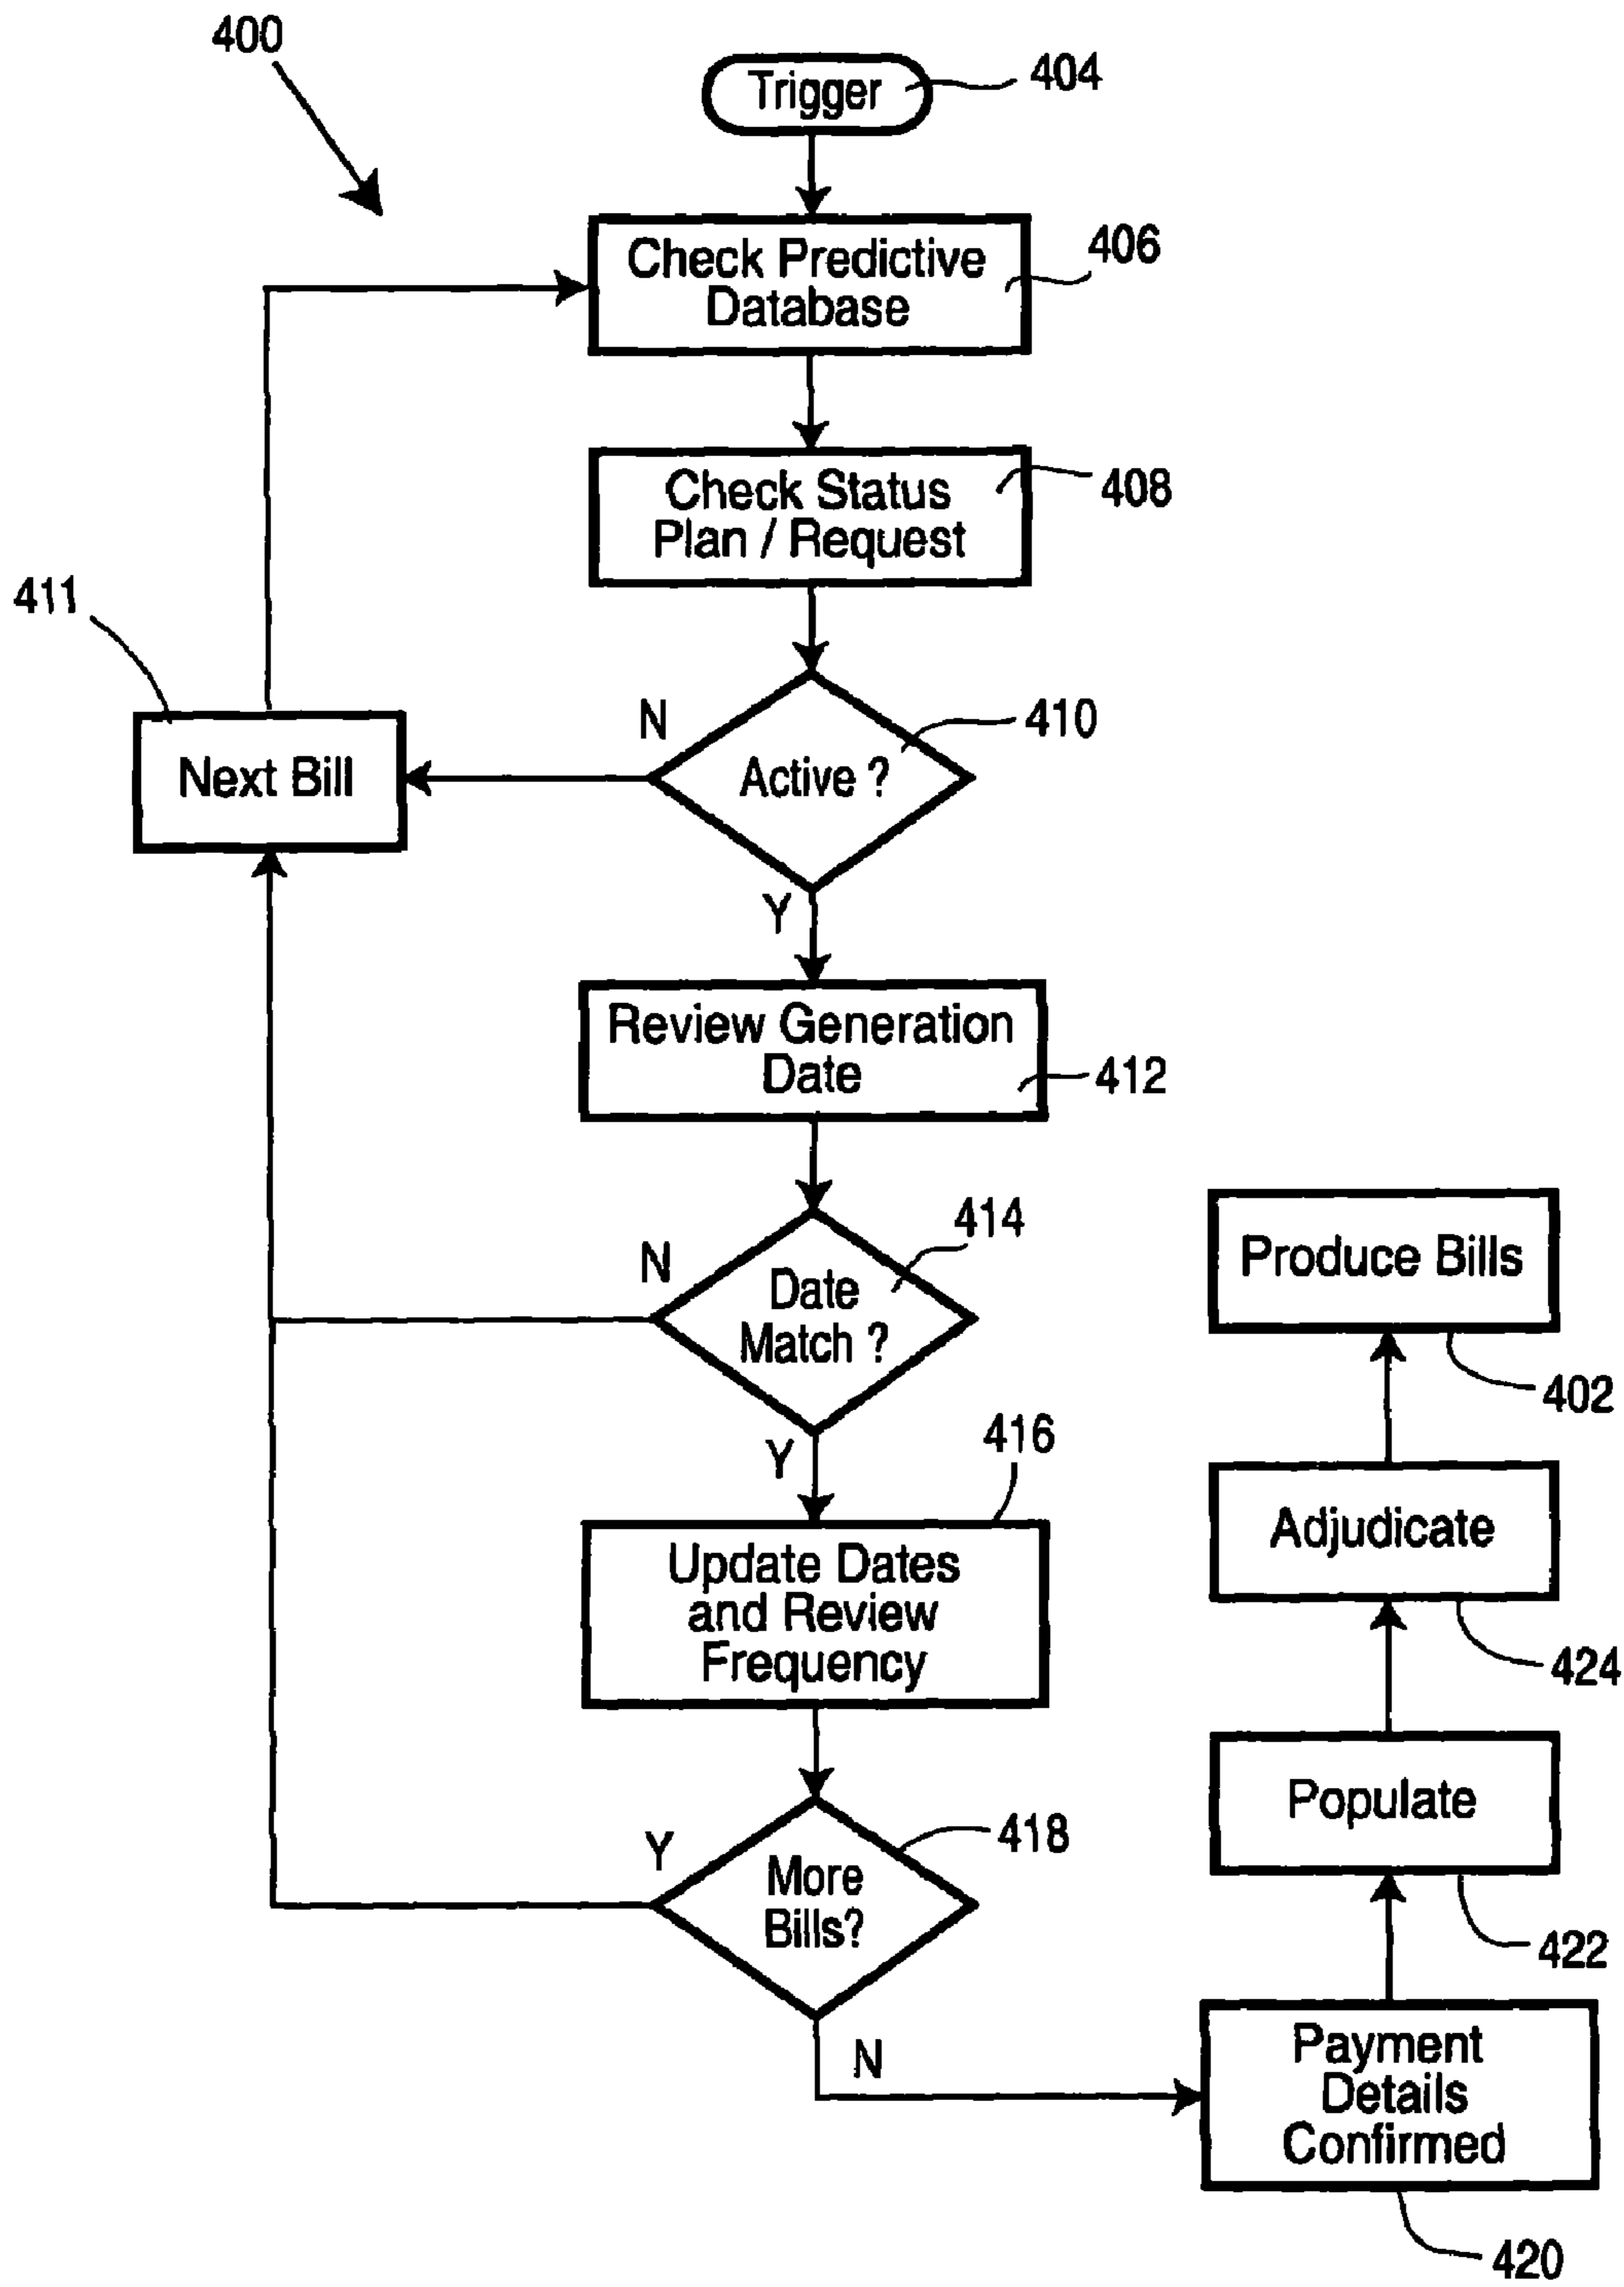 400
Trigger
404
Check Predictive
Database
406
Check Status
Plan / Request
408
411
Next Bill
N
Active ?
410
Y
Review Generation
Date
412
N
Date
Match ?
414
Y
416
Update Dates
and Review
Frequency
Y
More
Bills?
418
N
Payment
Details
Confirmed
420
Populate
422
Adjudicate
424
Produce Bills
402